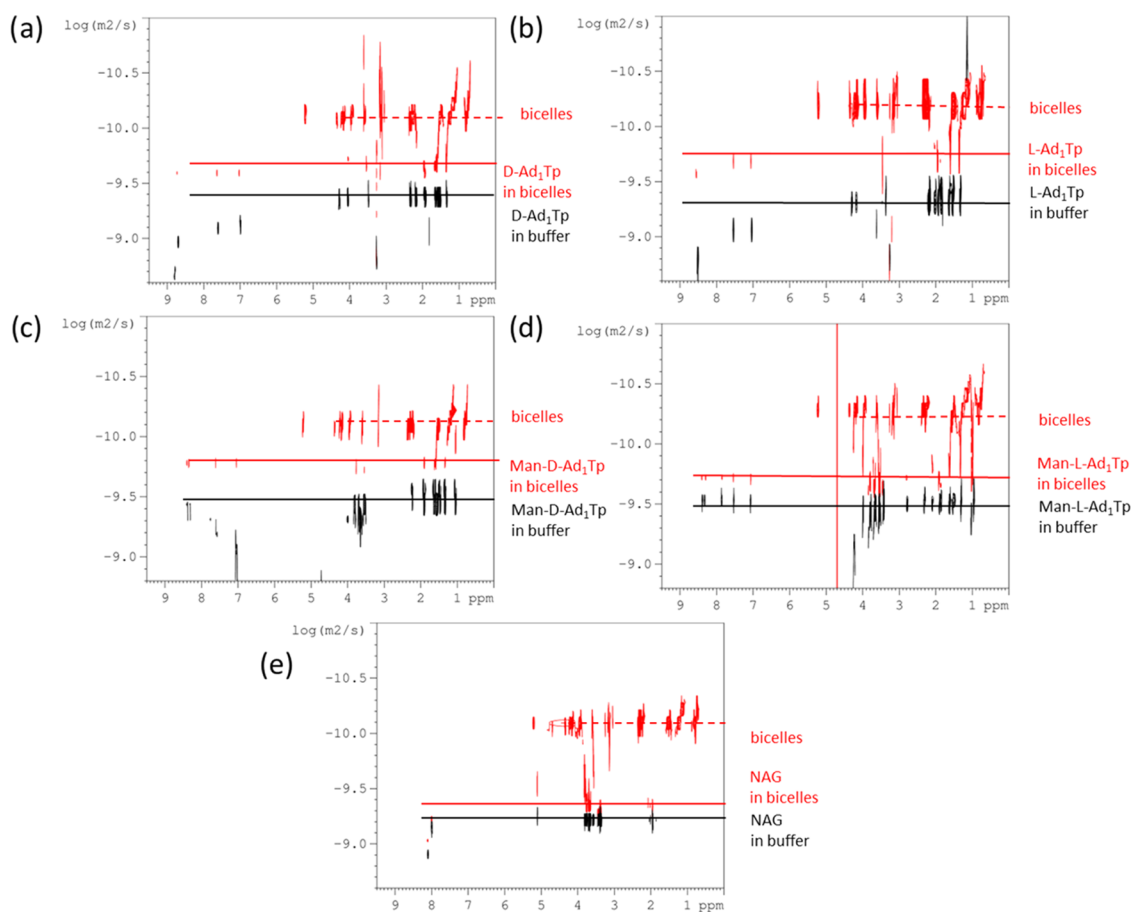 (a)
log(m2/s)
-10.5
-10.0
-9.5
-9.0
9 8 7 6 5 4 3 2 1 ppm
bicelles
D-Ad₁Tp
in bicelles
D-Ad₁Tp
in buffer
(b)
log(m2/s)
-10.5
-10.0
-9.5
-9.0
9 8 7 6 5 4 3 2 1 ppm
bicelles
L-Ad₁Tp
in bicelles
L-Ad₁Tp
in buffer
(c)
log(m2/s)
-10.5
-10.0
-9.5
-9.0
9 8 7 6 5 4 3 2 1 ppm
bicelles
Man-D-Ad₁Tp
in bicelles
Man-D-Ad₁Tp
in buffer
(d)
log(m2/s)
-10.5
-10.0
-9.5
-9.0
9 8 7 6 5 4 3 2 1 ppm
bicelles
Man-L-Ad₁Tp
in bicelles
Man-L-Ad₁Tp
in buffer
(e)
log(m2/s)
-10.5
-10.0
-9.5
-9.0
9 8 7 6 5 4 3 2 1 ppm
bicelles
NAG
in bicelles
NAG
in buffer